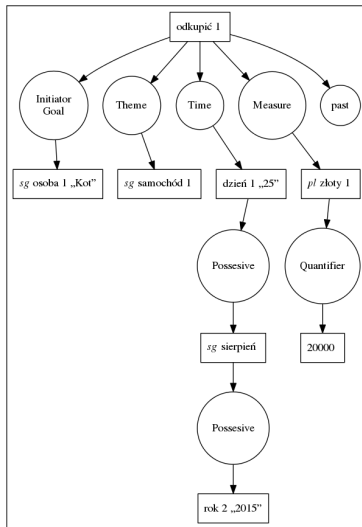 odkupić 1
Initiator
Goal
Theme
Time
Measure
past
sg osoba 1 „Kot”
sg samochód 1
dzień 1 „25”
pl złoty 1
Possesive
Quantifier
sg sierpień
20000
Possesive
rok 2 „2015”